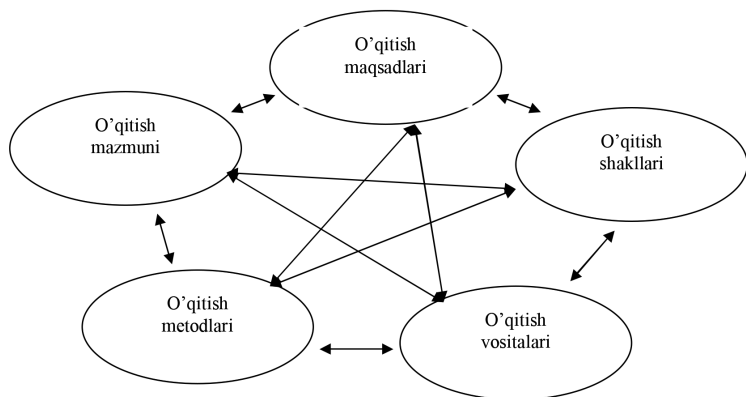 O’qitish
maqsadlari
O’qitish
mazmuni
O’qitish
shakllari
O’qitish
metodlari
O’qitish
vositalari